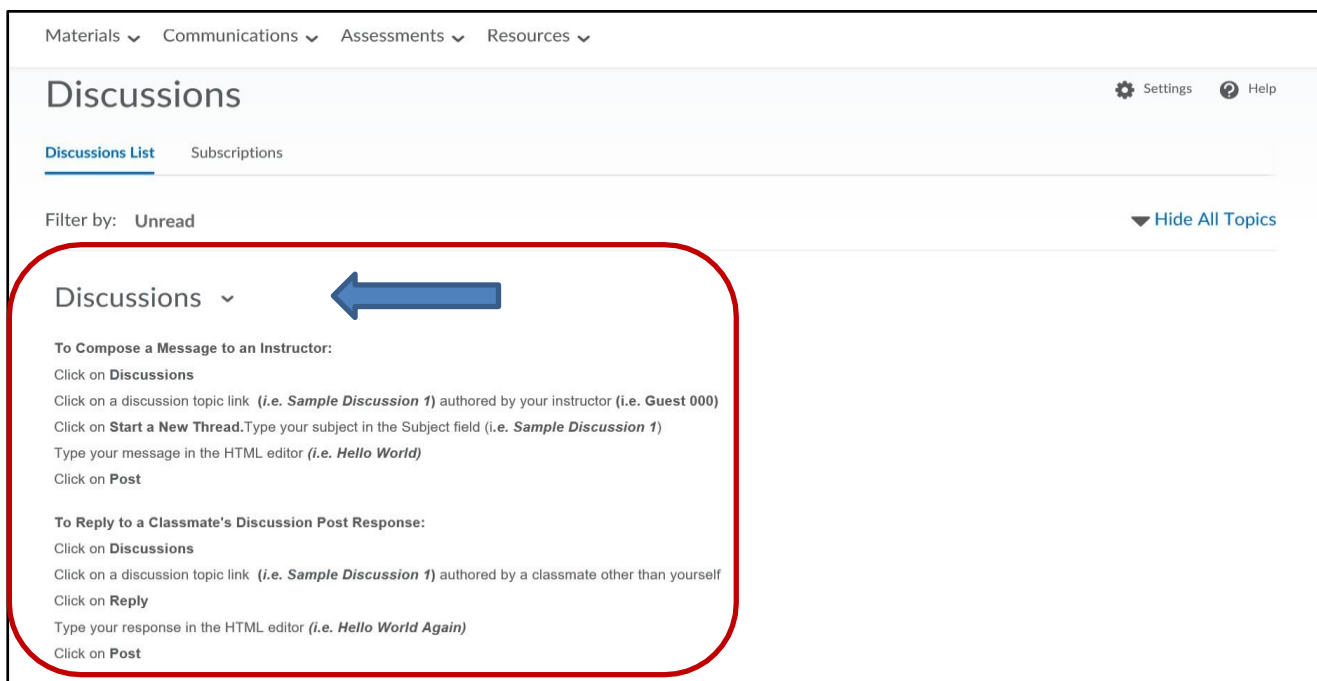 Materials Communications Assessments Resources
Discussions
Settings Help
Discussions List Subscriptions
Filter by: Unread
Hide All Topics
Discussions
To Compose a Message to an Instructor:
Click on Discussions
Click on a discussion topic link (i.e. Sample Discussion 1) authored by your instructor (i.e. Guest 000)
Click on Start a New Thread.Type your subject in the Subject field (i.e. Sample Discussion 1)
Type your message in the HTML editor (i.e. Hello World)
Click on Post
To Reply to a Classmate's Discussion Post Response:
Click on Discussions
Click on a discussion topic link (i.e. Sample Discussion 1) authored by a classmate other than yourself
Click on Reply
Type your response in the HTML editor (i.e. Hello World Again)
Click on Post